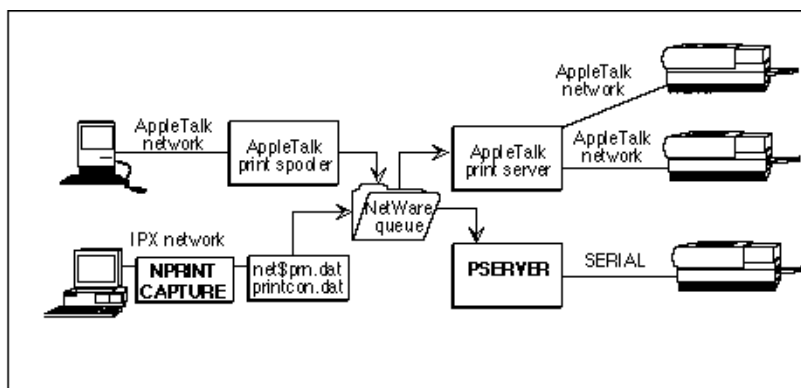 AppleTalk
network
AppleTalk
network
AppleTalk
print spooler
AppleTalk
print server
AppleTalk
network
NetWare
queue
IPX network
NPRINT
CAPTURE
net$prn.dat
printcon.dat
PSERVER
SERIAL